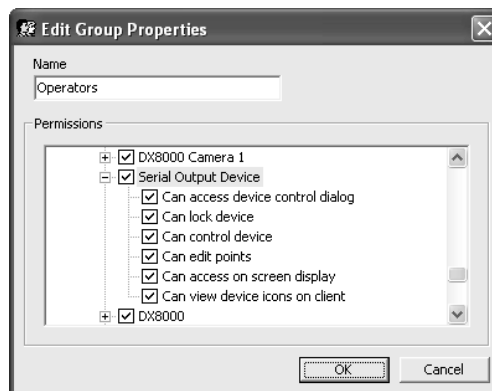 Edit Group Properties
Name
Operators
Permissions
DX8000 Camera 1
Serial Output Device
Can access device control dialog
Can lock device
Can control device
Can edit points
Can access on screen display
Can view device icons on client
DX8000
OK
Cancel